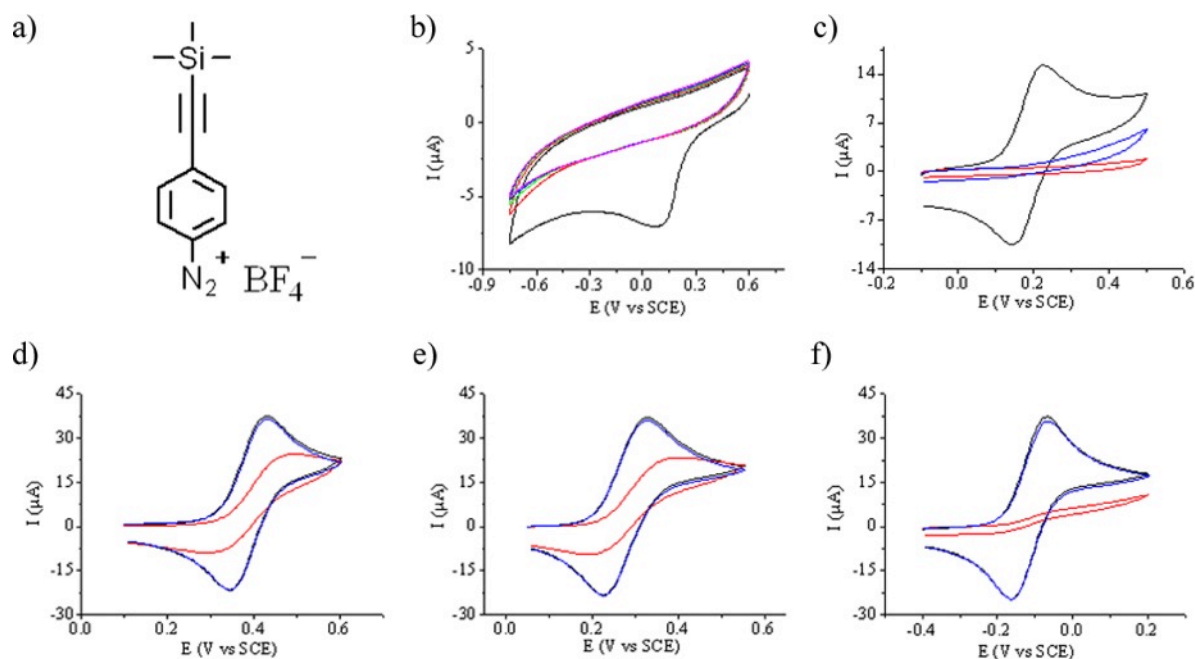 a)
Si
N₂⁺ BF₄⁻
b)
5
0
-5
-10
I (μA)
-0.9 -0.6 -0.3 0.0 0.3 0.6 0.9
E (V vs SCE)
c)
14
7
0
-7
-14
I (μA)
-0.2 0.0 0.2 0.4 0.6
E (V vs SCE)
d)
45
30
15
0
-15
-30
I (μA)
0.0 0.2 0.4 0.6
E (V vs SCE)
e)
45
30
15
0
-15
-30
I (μA)
0.0 0.2 0.4 0.6
E (V vs SCE)
f)
45
30
15
0
-15
-30
I (μA)
-0.4 -0.2 0.0 0.2
E (V vs SCE)